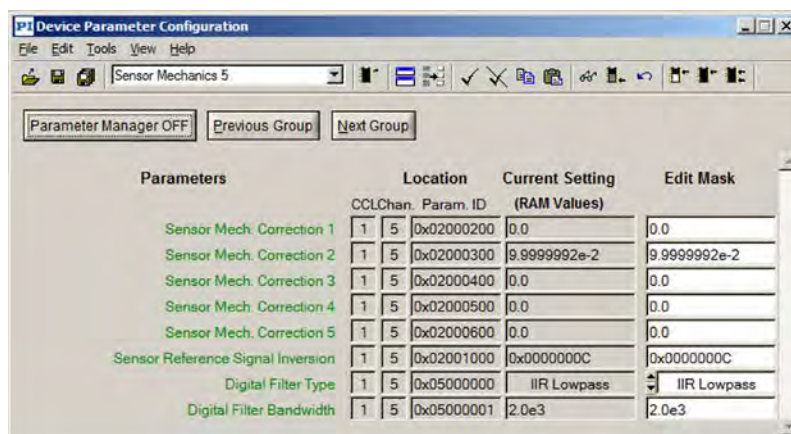 PI Device Parameter Configuration
File Edit Tools View Help
Sensor Mechanics 5
Parameter Manager OFF Previous Group Next Group
Parameters Location Current Setting Edit Mask
CCL Chan. Param. ID (RAM Values)
Sensor Mech. Correction 1 1 5 0x02000200 0.0 0.0
Sensor Mech. Correction 2 1 5 0x02000300 9.9999992e-2 9.9999992e-2
Sensor Mech. Correction 3 1 5 0x02000400 0.0 0.0
Sensor Mech. Correction 4 1 5 0x02000500 0.0 0.0
Sensor Mech. Correction 5 1 5 0x02000600 0.0 0.0
Sensor Reference Signal Inversion 1 5 0x02001000 0x0000000C 0x0000000C
Digital Filter Type 1 5 0x05000000 IIR Lowpass IIR Lowpass
Digital Filter Bandwidth 1 5 0x05000001 2.0e3 2.0e3